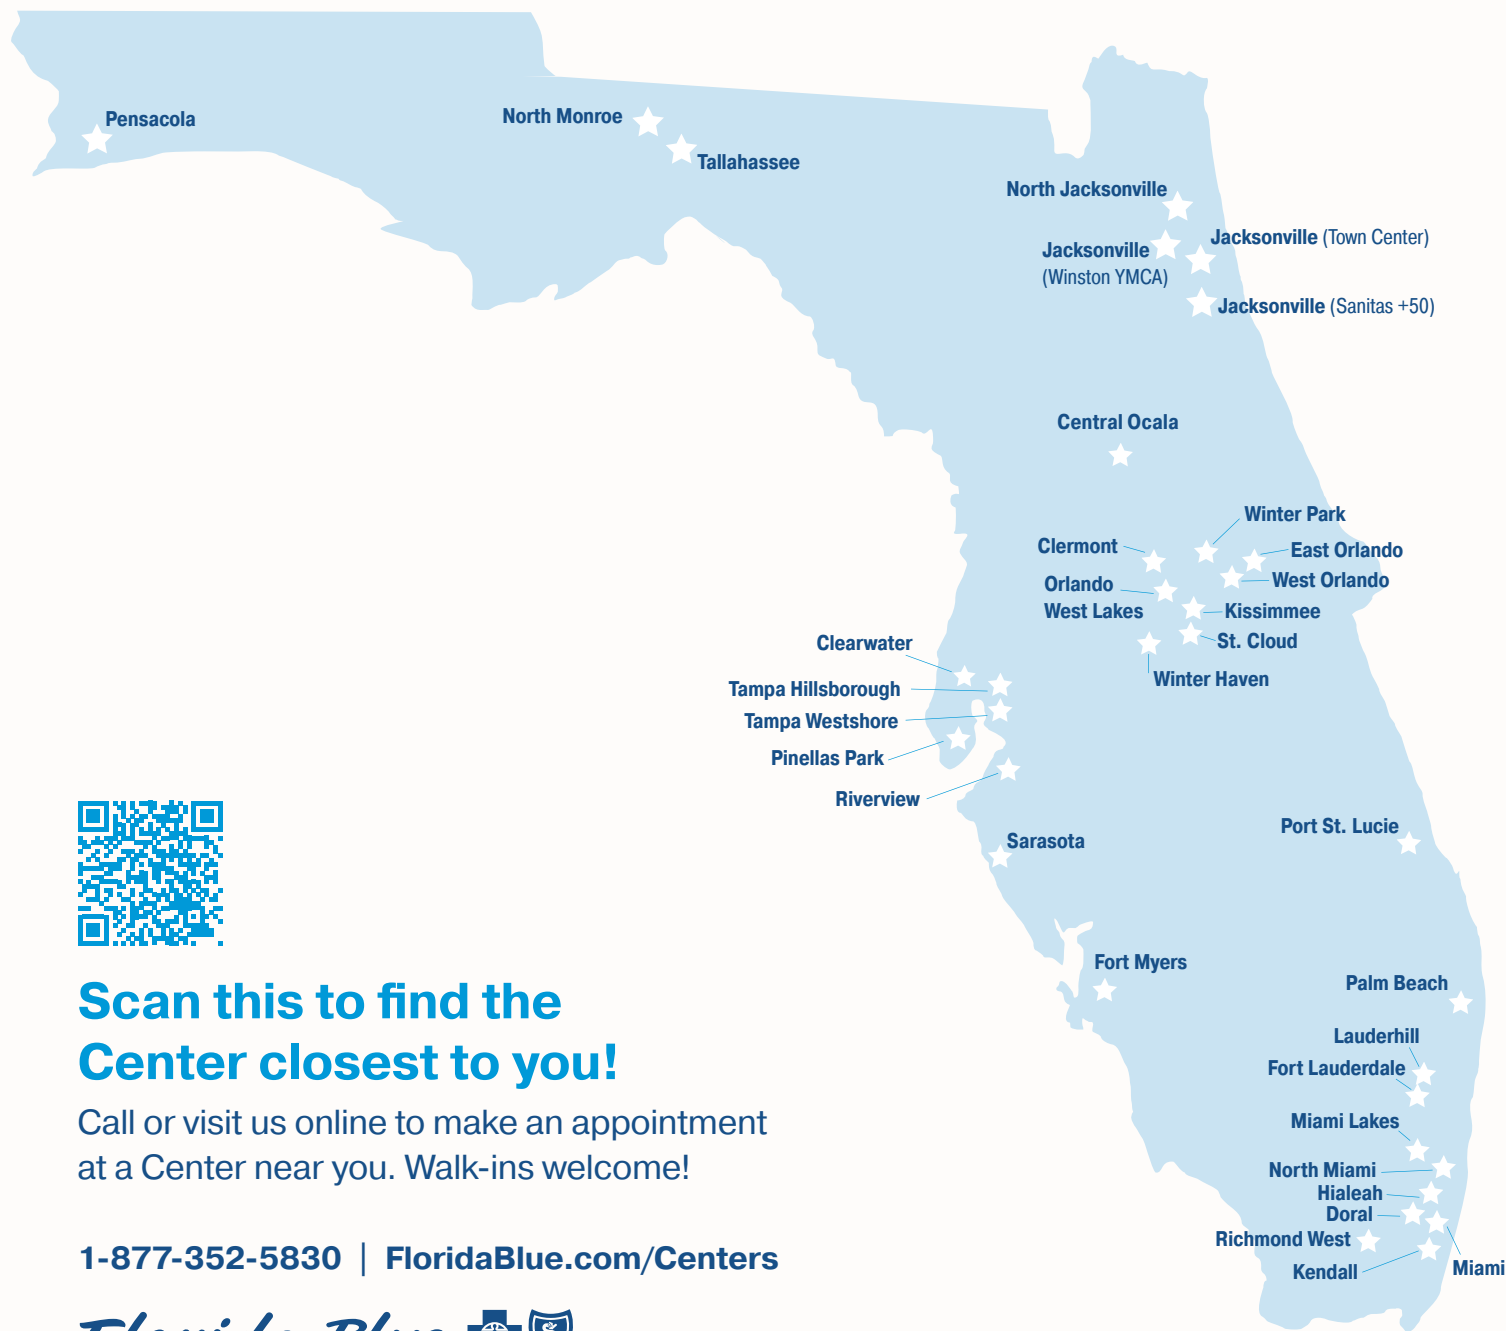 Pensacola
North Monroe
Tallahassee
North Jacksonville
Jacksonville (Town Center)
Jacksonville
(Winston YMCA)
Jacksonville (Sanitas +50)
Central Ocala
Winter Park
Clermont
East Orlando
West Orlando
Orlando
West Lakes
Kissimmee
St. Cloud
Winter Haven
Clearwater
Tampa Hillsborough
Tampa Westshore
Pinellas Park
Riverview
Sarasota
Port St. Lucie
Fort Myers
Palm Beach
Lauderhill
Fort Lauderdale
Miami Lakes
North Miami
Hialeah
Doral
Richmond West
Kendall
Miami
Scan this to find the
Center closest to you!
Call or visit us online to make an appointment
at a Center near you. Walk-ins welcome!
1-877-352-5830 | FloridaBlue.com/Centers
Florida Blue